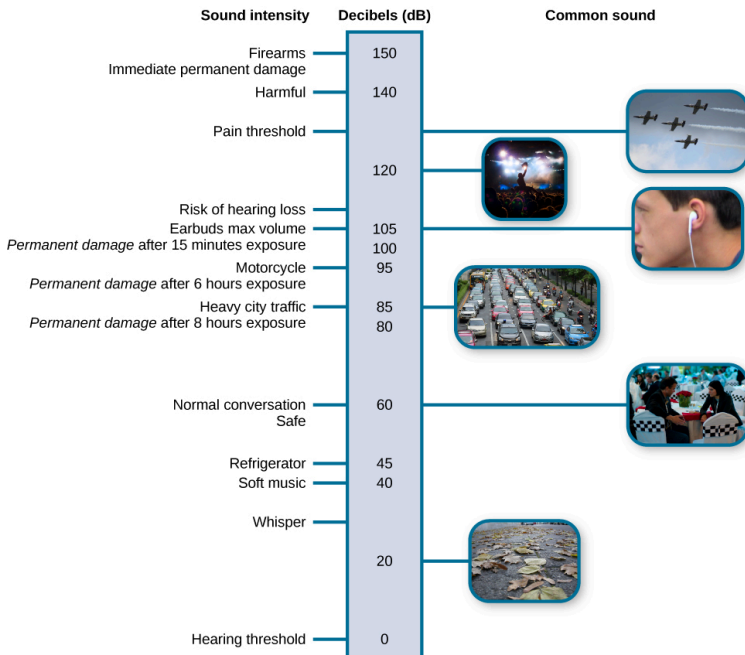 Sound intensity Decibels (dB) Common sound
Firearms 150
Immediate permanent damage
Harmful 140
Pain threshold
120
Risk of hearing loss
Earbuds max volume 105
Permanent damage after 15 minutes exposure 100
Motorcycle 95
Permanent damage after 6 hours exposure
Heavy city traffic 85
Permanent damage after 8 hours exposure 80
Normal conversation 60
Safe
Refrigerator 45
Soft music 40
Whisper
20
Hearing threshold 0